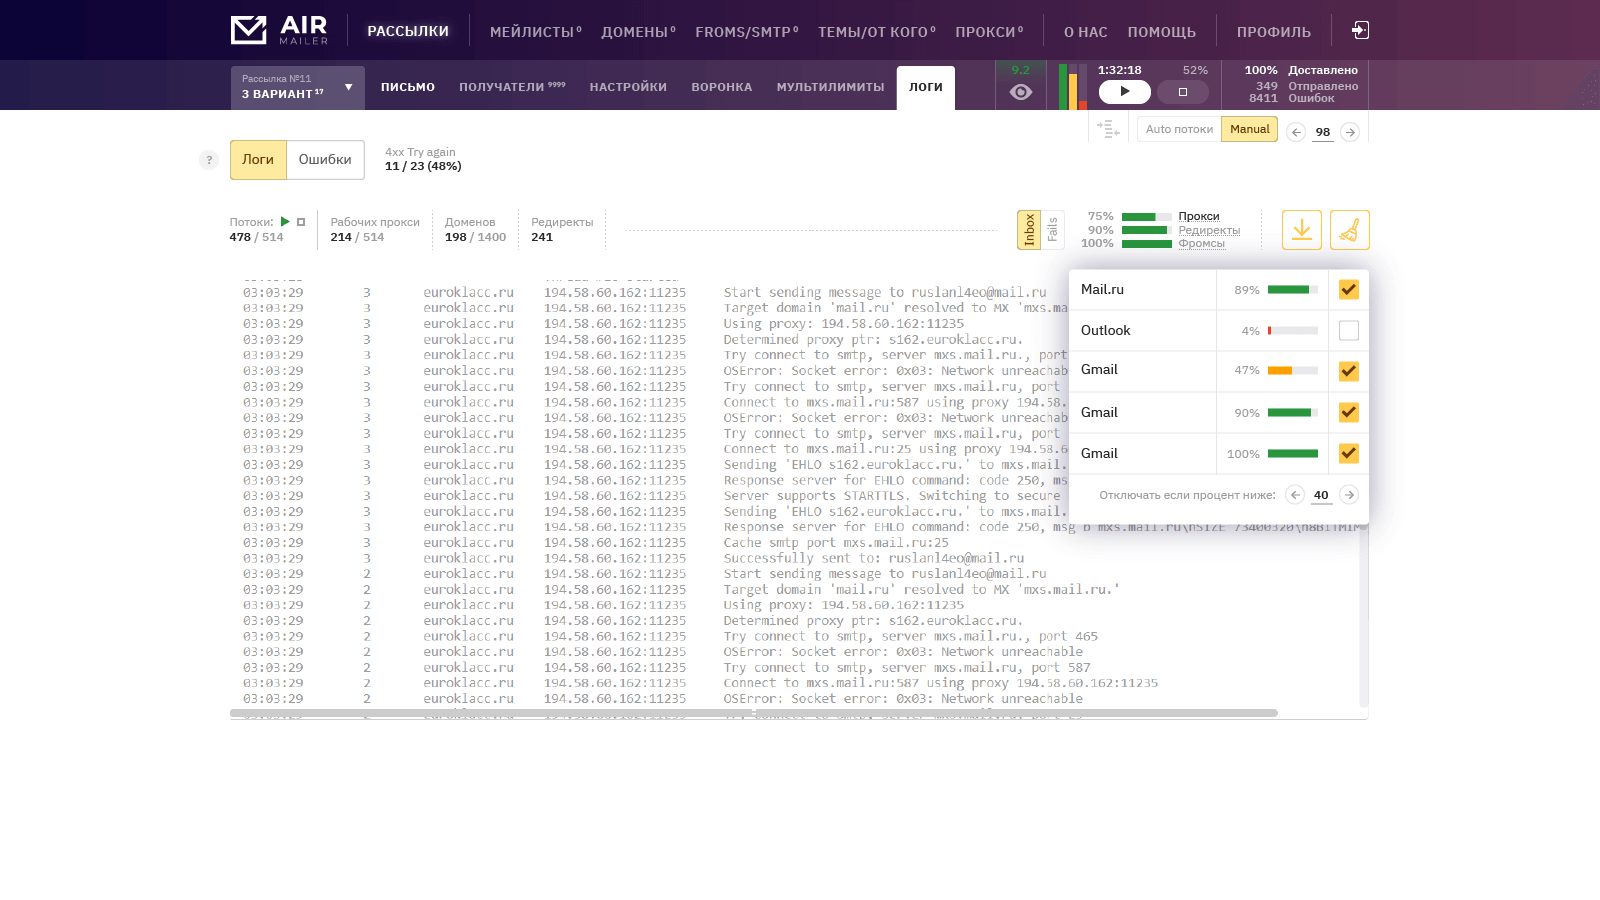 AIR
MAILER
РАССЫЛКИ
МЕЙЛИСТЫ 0
ДОМЕНЫ 0
FROMS/SMTP 0
ТЕМЫ/ОТ КОГО 0
ПРОКСИ 0
О НАС
ПОМОЩЬ
ПРОФИЛЬ
Рассылка №11
3 ВАРИАНТ 17
ПИСЬМО
ПОЛУЧАТЕЛИ 9999
НАСТРОЙКИ
ВОРОНКА
МУЛЬТИЛИМИТЫ
ЛОГИ
9.2
1:32:18 52%
100% Доставлено
349 Отправлено
8411 Ошибок
Auto потоки Manual 98
?
Логи Ошибки
4xx Try again
11 / 23 (48%)
Потоки:
478 / 514
Рабочих прокси
214 / 514
Доменов
198 / 1400
Редиректы
241
Inbox
Fails
75% Прокси
90% Редиректы
100% Фромсы
03:03:29 3 euroklacc.ru 194.58.60.162:11235 Start sending message to ruslanl4eo@mail.ru
03:03:29 3 euroklacc.ru 194.58.60.162:11235 Target domain 'mail.ru' resolved to MX 'mxs.ma
03:03:29 3 euroklacc.ru 194.58.60.162:11235 Using proxy: 194.58.60.162:11235
03:03:29 3 euroklacc.ru 194.58.60.162:11235 Determined proxy ptr: s162.euroklacc.ru.
03:03:29 3 euroklacc.ru 194.58.60.162:11235 Try connect to smtp, server mxs.mail.ru., port
03:03:29 3 euroklacc.ru 194.58.60.162:11235 OSError: Socket error: 0x03: Network unreachab
03:03:29 3 euroklacc.ru 194.58.60.162:11235 Try connect to smtp, server mxs.mail.ru, port
03:03:29 3 euroklacc.ru 194.58.60.162:11235 Connect to mxs.mail.ru:587 using proxy 194.58.
03:03:29 3 euroklacc.ru 194.58.60.162:11235 OSError: Socket error: 0x03: Network unreachab
03:03:29 3 euroklacc.ru 194.58.60.162:11235 Try connect to smtp, server mxs.mail.ru, port
03:03:29 3 euroklacc.ru 194.58.60.162:11235 Connect to mxs.mail.ru:25 using proxy 194.58.6
03:03:29 3 euroklacc.ru 194.58.60.162:11235 Sending 'EHLO s162.euroklacc.ru.' to mxs.mail.
03:03:29 3 euroklacc.ru 194.58.60.162:11235 Response server for EHLO command: code 250, ms
03:03:29 3 euroklacc.ru 194.58.60.162:11235 Server supports STARTTLS. Switching to secure
03:03:29 3 euroklacc.ru 194.58.60.162:11235 Sending 'EHLO s162.euroklacc.ru.' to mxs.mail.
03:03:29 3 euroklacc.ru 194.58.60.162:11235 Response server for EHLO command: code 250, msg b'mxs.mail.ru\nSIZE 73400320\n8BITMIM
03:03:29 3 euroklacc.ru 194.58.60.162:11235 Cache smtp port mxs.mail.ru:25
03:03:29 3 euroklacc.ru 194.58.60.162:11235 Successfully sent to: ruslanl4eo@mail.ru
03:03:29 2 euroklacc.ru 194.58.60.162:11235 Start sending message to ruslanl4eo@mail.ru
03:03:29 2 euroklacc.ru 194.58.60.162:11235 Target domain 'mail.ru' resolved to MX 'mxs.mail.ru.'
03:03:29 2 euroklacc.ru 194.58.60.162:11235 Using proxy: 194.58.60.162:11235
03:03:29 2 euroklacc.ru 194.58.60.162:11235 Determined proxy ptr: s162.euroklacc.ru.
03:03:29 2 euroklacc.ru 194.58.60.162:11235 Try connect to smtp, server mxs.mail.ru., port 465
03:03:29 2 euroklacc.ru 194.58.60.162:11235 OSError: Socket error: 0x03: Network unreachable
03:03:29 2 euroklacc.ru 194.58.60.162:11235 Try connect to smtp, server mxs.mail.ru, port 587
03:03:29 2 euroklacc.ru 194.58.60.162:11235 Connect to mxs.mail.ru:587 using proxy 194.58.60.162:11235
03:03:29 2 euroklacc.ru 194.58.60.162:11235 OSError: Socket error: 0x03: Network unreachable
Mail.ru 89%
Outlook 4%
Gmail 47%
Gmail 90%
Gmail 100%
Отключать если процент ниже: 40